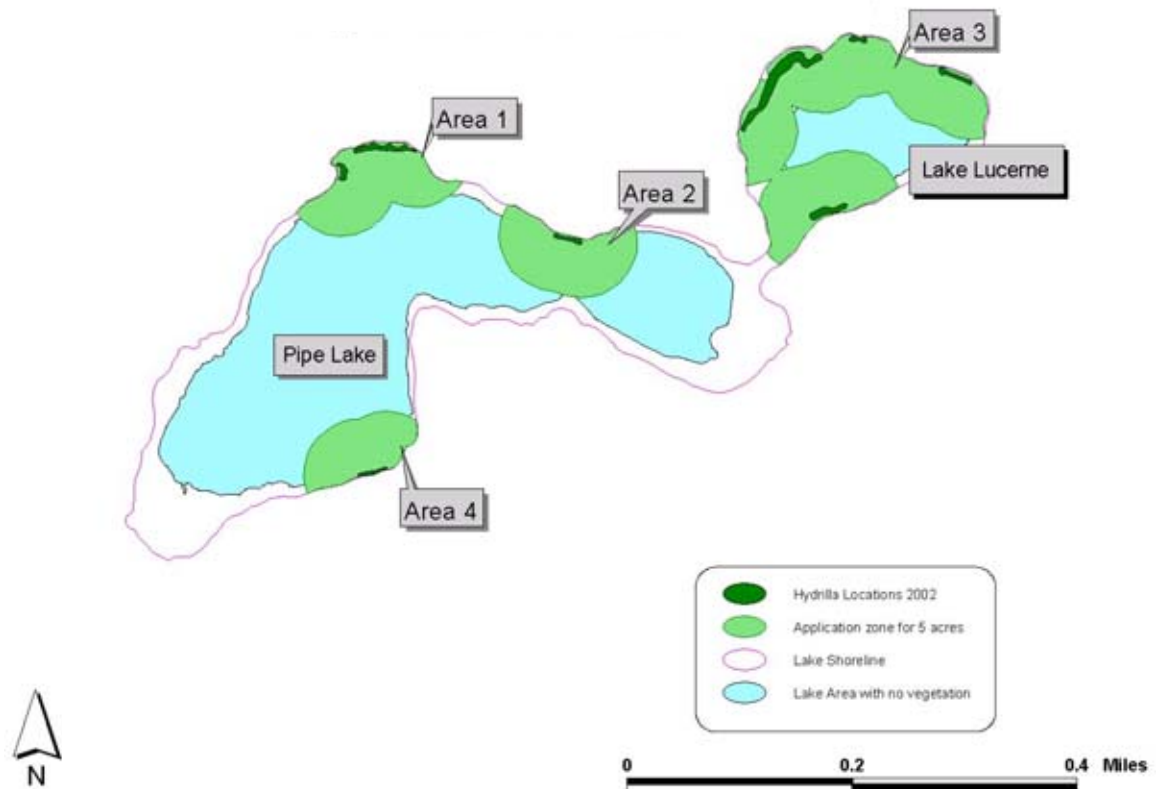 Area 3
Area 1
Lake Lucerne
Area 2
Pipe Lake
Area 4
Hydrilla Locations 2002
Application zone for 5 acres
Lake Shoreline
Lake Area with no vegetation
N
0 0.2 0.4 Miles